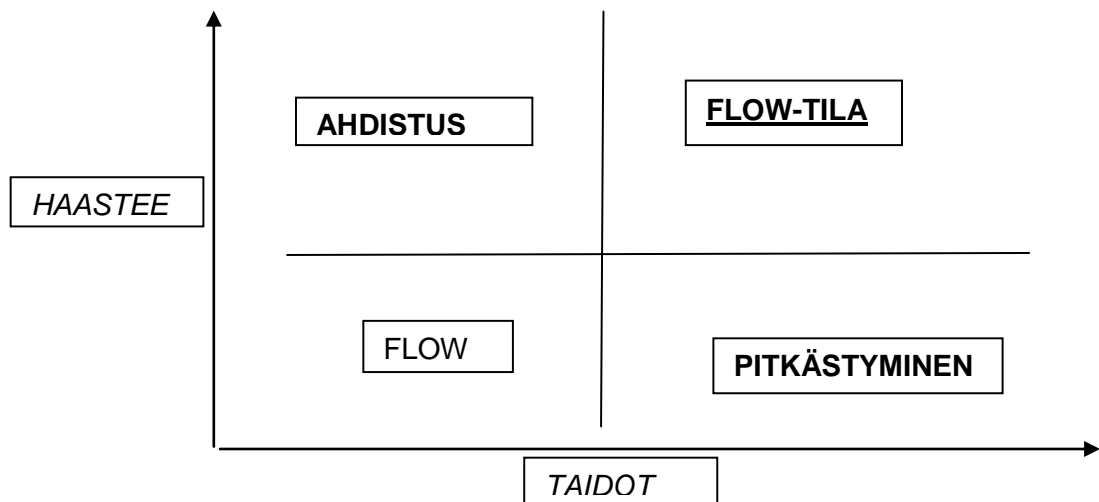 AHDISTUS
FLOW-TILA
HAASTEE
FLOW
PITKÄSTYMINEN
TAIDOT